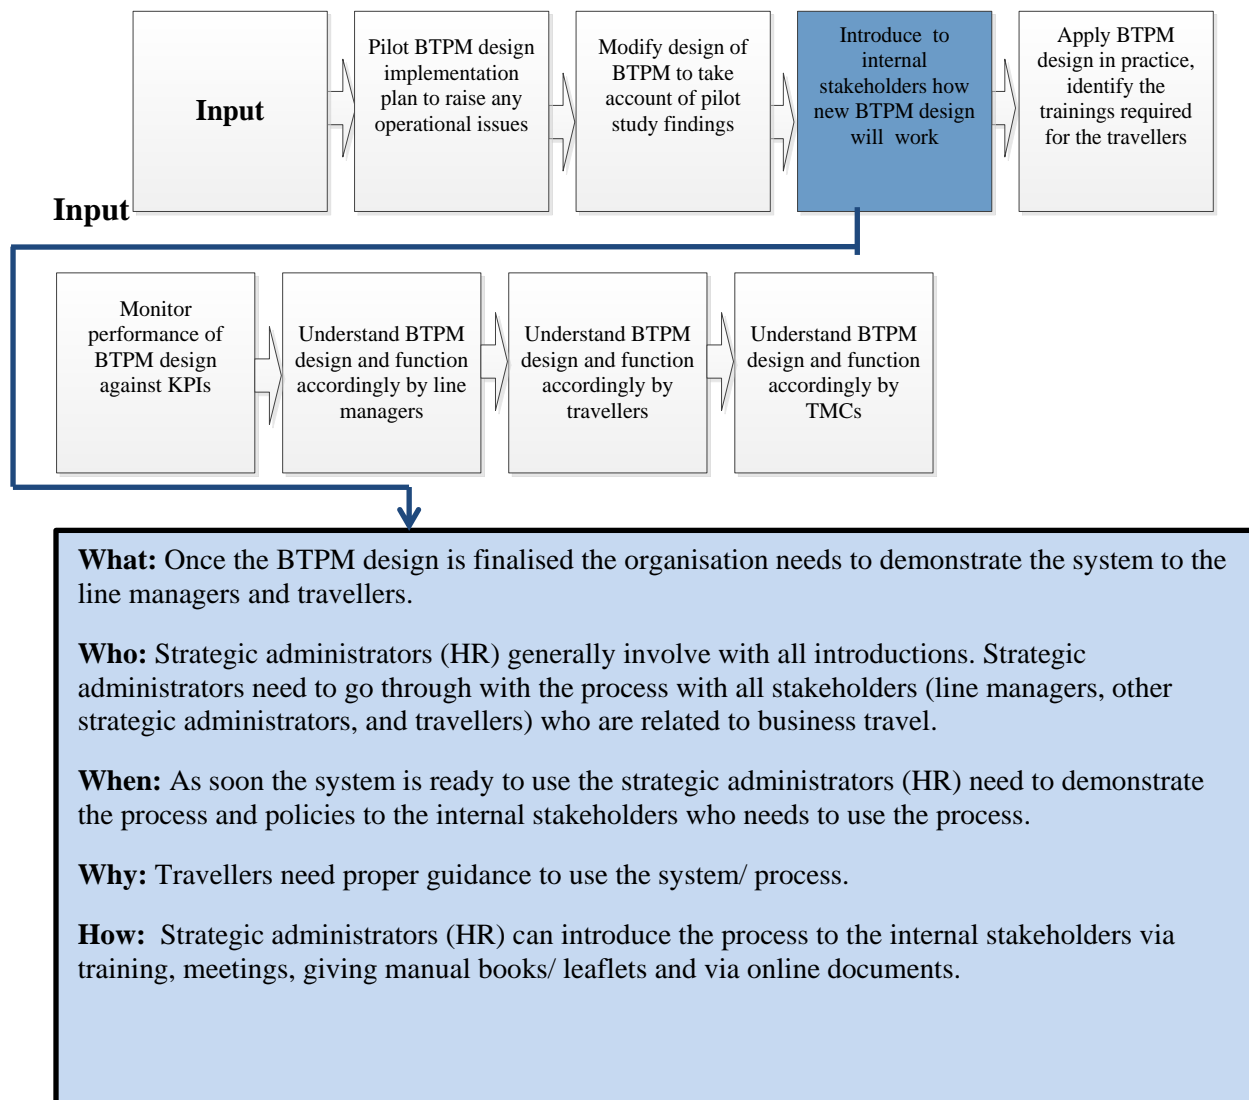 Input
Pilot BTPM design
implementation
plan to raise any
operational issues
Modify design of
BTPM to take
account of pilot
study findings
Introduce to
internal
stakeholders how
new BTPM design
will work
Apply BTPM
design in practice,
identify the
trainings required
for the travellers
Input
Monitor
performance of
BTPM design
against KPIs
Understand BTPM
design and function
accordingly by line
managers
Understand BTPM
design and function
accordingly by
travellers
Understand BTPM
design and function
accordingly by
TMCs
What: Once the BTPM design is finalised the organisation needs to demonstrate the system to the
line managers and travellers.
Who: Strategic administrators (HR) generally involve with all introductions. Strategic
administrators need to go through with the process with all stakeholders (line managers, other
strategic administrators, and travellers) who are related to business travel.
When: As soon the system is ready to use the strategic administrators (HR) need to demonstrate
the process and policies to the internal stakeholders who needs to use the process.
Why: Travellers need proper guidance to use the system/ process.
How: Strategic administrators (HR) can introduce the process to the internal stakeholders via
training, meetings, giving manual books/ leaflets and via online documents.